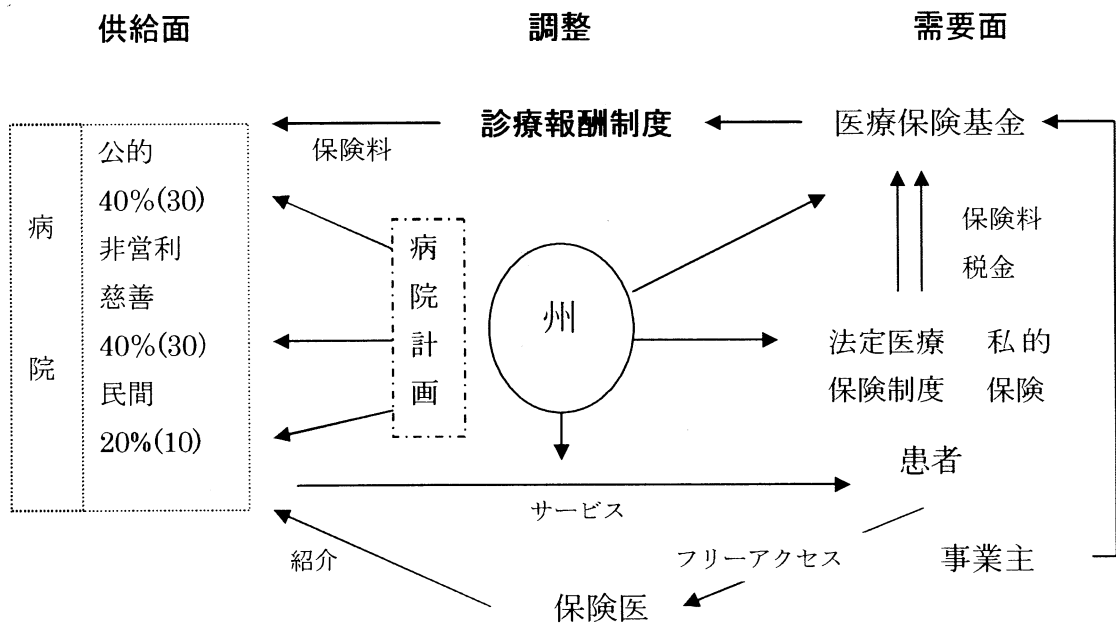 供給面
調整
需要面
診療報酬制度
医療保険基金
保険料
病院
公的
40%(30)
非営利
慈善
40%(30)
民間
20%(10)
病院計画
州
保険料
税金
法定医療
保険制度
私的
保険
患者
サービス
紹介
フリーアクセス
事業主
保険医